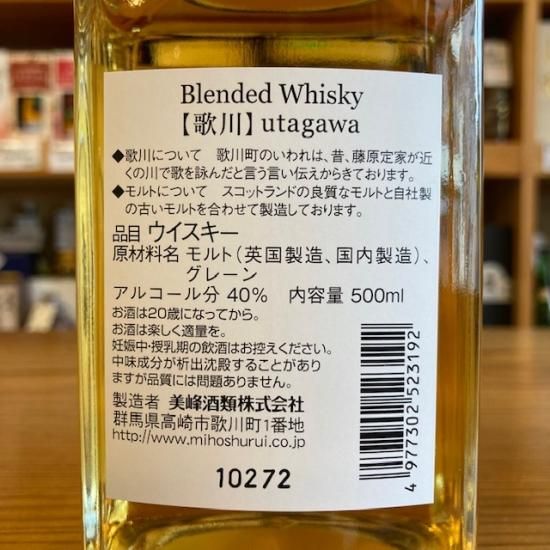 Blended Whisky
【歌川】utagawa
◆歌川について 歌川町のいわれは、昔、藤原定家が近
くの川で歌を詠んだと言う言い伝えからきております。
◆モルトについて スコットランドの良質なモルトと自社製
の古いモルトを合わせて製造しております。
品目 ウイスキー
原材料名 モルト(英国製造、国内製造)、
グレーン
アルコール分 40% 内容量 500ml
お酒は20歳になってから。
お酒は楽しく適量を。
妊娠中・授乳期の飲酒はお控えください。
中味成分が析出沈殿することがあり
ますが品質には問題ありません。
製造者 美峰酒類株式会社
群馬県高崎市歌川町1番地
http://www.mihoshurui.co.jp
10272
4 977302 523192